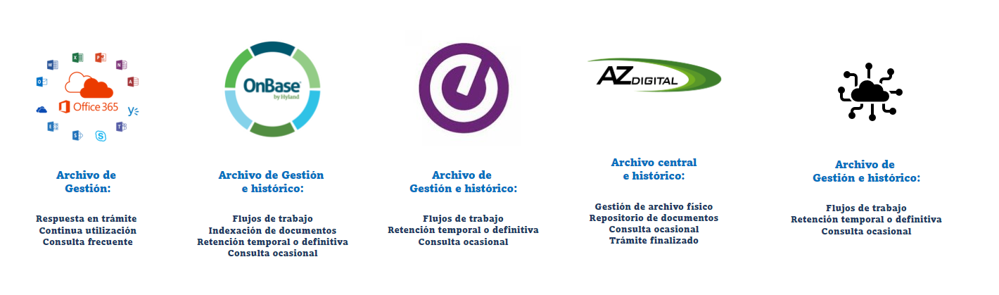 Office 365
Archivo de
Gestión:
Respuesta en trámite
Continua utilización
Consulta frecuente
OnBase®
by Hyland
Archivo de Gestión
e histórico:
Flujos de trabajo
Indexación de documentos
Retención temporal o definitiva
Consulta ocasional
Archivo de
Gestión e histórico:
Flujos de trabajo
Retención temporal o definitiva
Consulta ocasional
AZDIGITAL
Archivo central
e histórico:
Gestión de archivo físico
Repositorio de documentos
Consulta ocasional
Trámite finalizado
Archivo de
Gestión e histórico:
Flujos de trabajo
Retención temporal o definitiva
Consulta ocasional